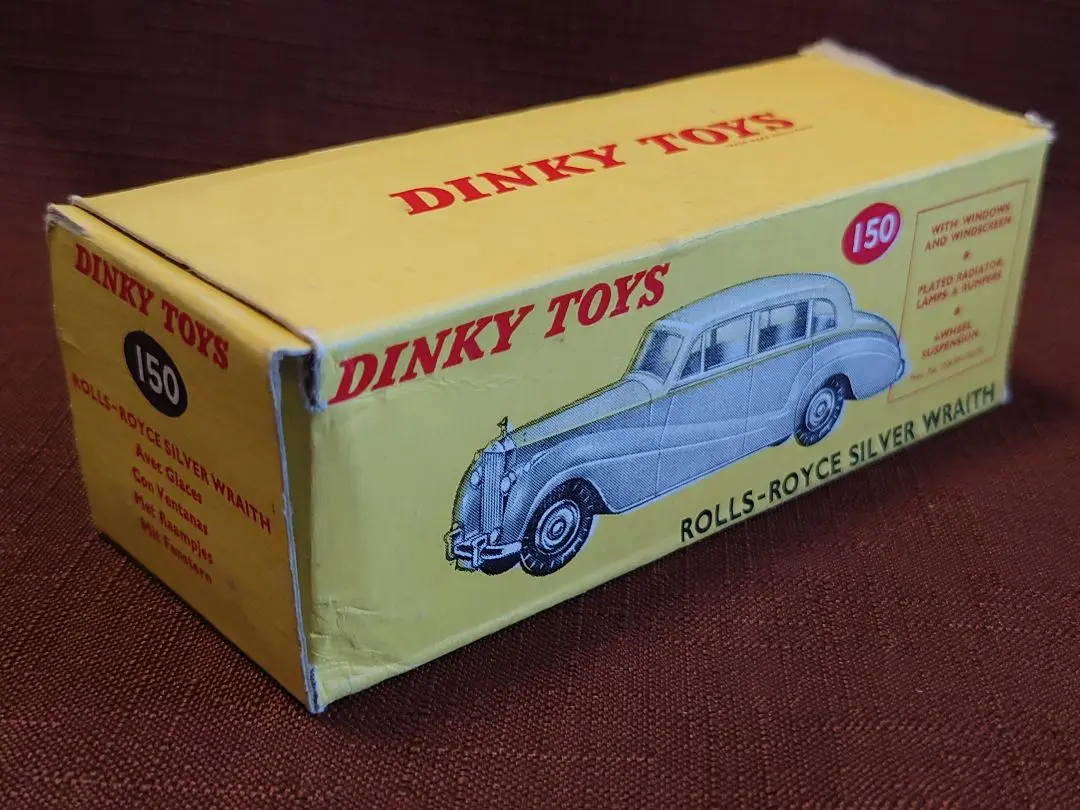 DINKY TOYS
DINKY TOYS
150
ROLLS-ROYCE SILVER WRAITH
Avec Glaces
Con Ventanas
Met Raampjes
Mit Fenstern
DINKY TOYS
150
WITH WINDOWS
AND WINDSCREEN
PLATED RADIATOR,
LAMPS & BUMPERS
4-WHEEL
SUSPENSION
ROLLS-ROYCE SILVER WRAITH